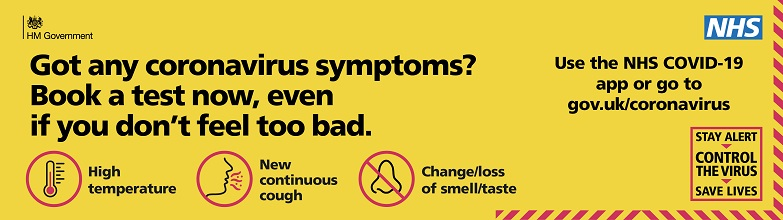 HM Government
NHS
Got any coronavirus symptoms?
Book a test now, even
if you don't feel too bad.
Use the NHS COVID-19
app or go to
gov.uk/coronavirus
High
temperature
New
continuous
cough
Change/loss
of smell/taste
STAY ALERT
CONTROL
THE VIRUS
SAVE LIVES